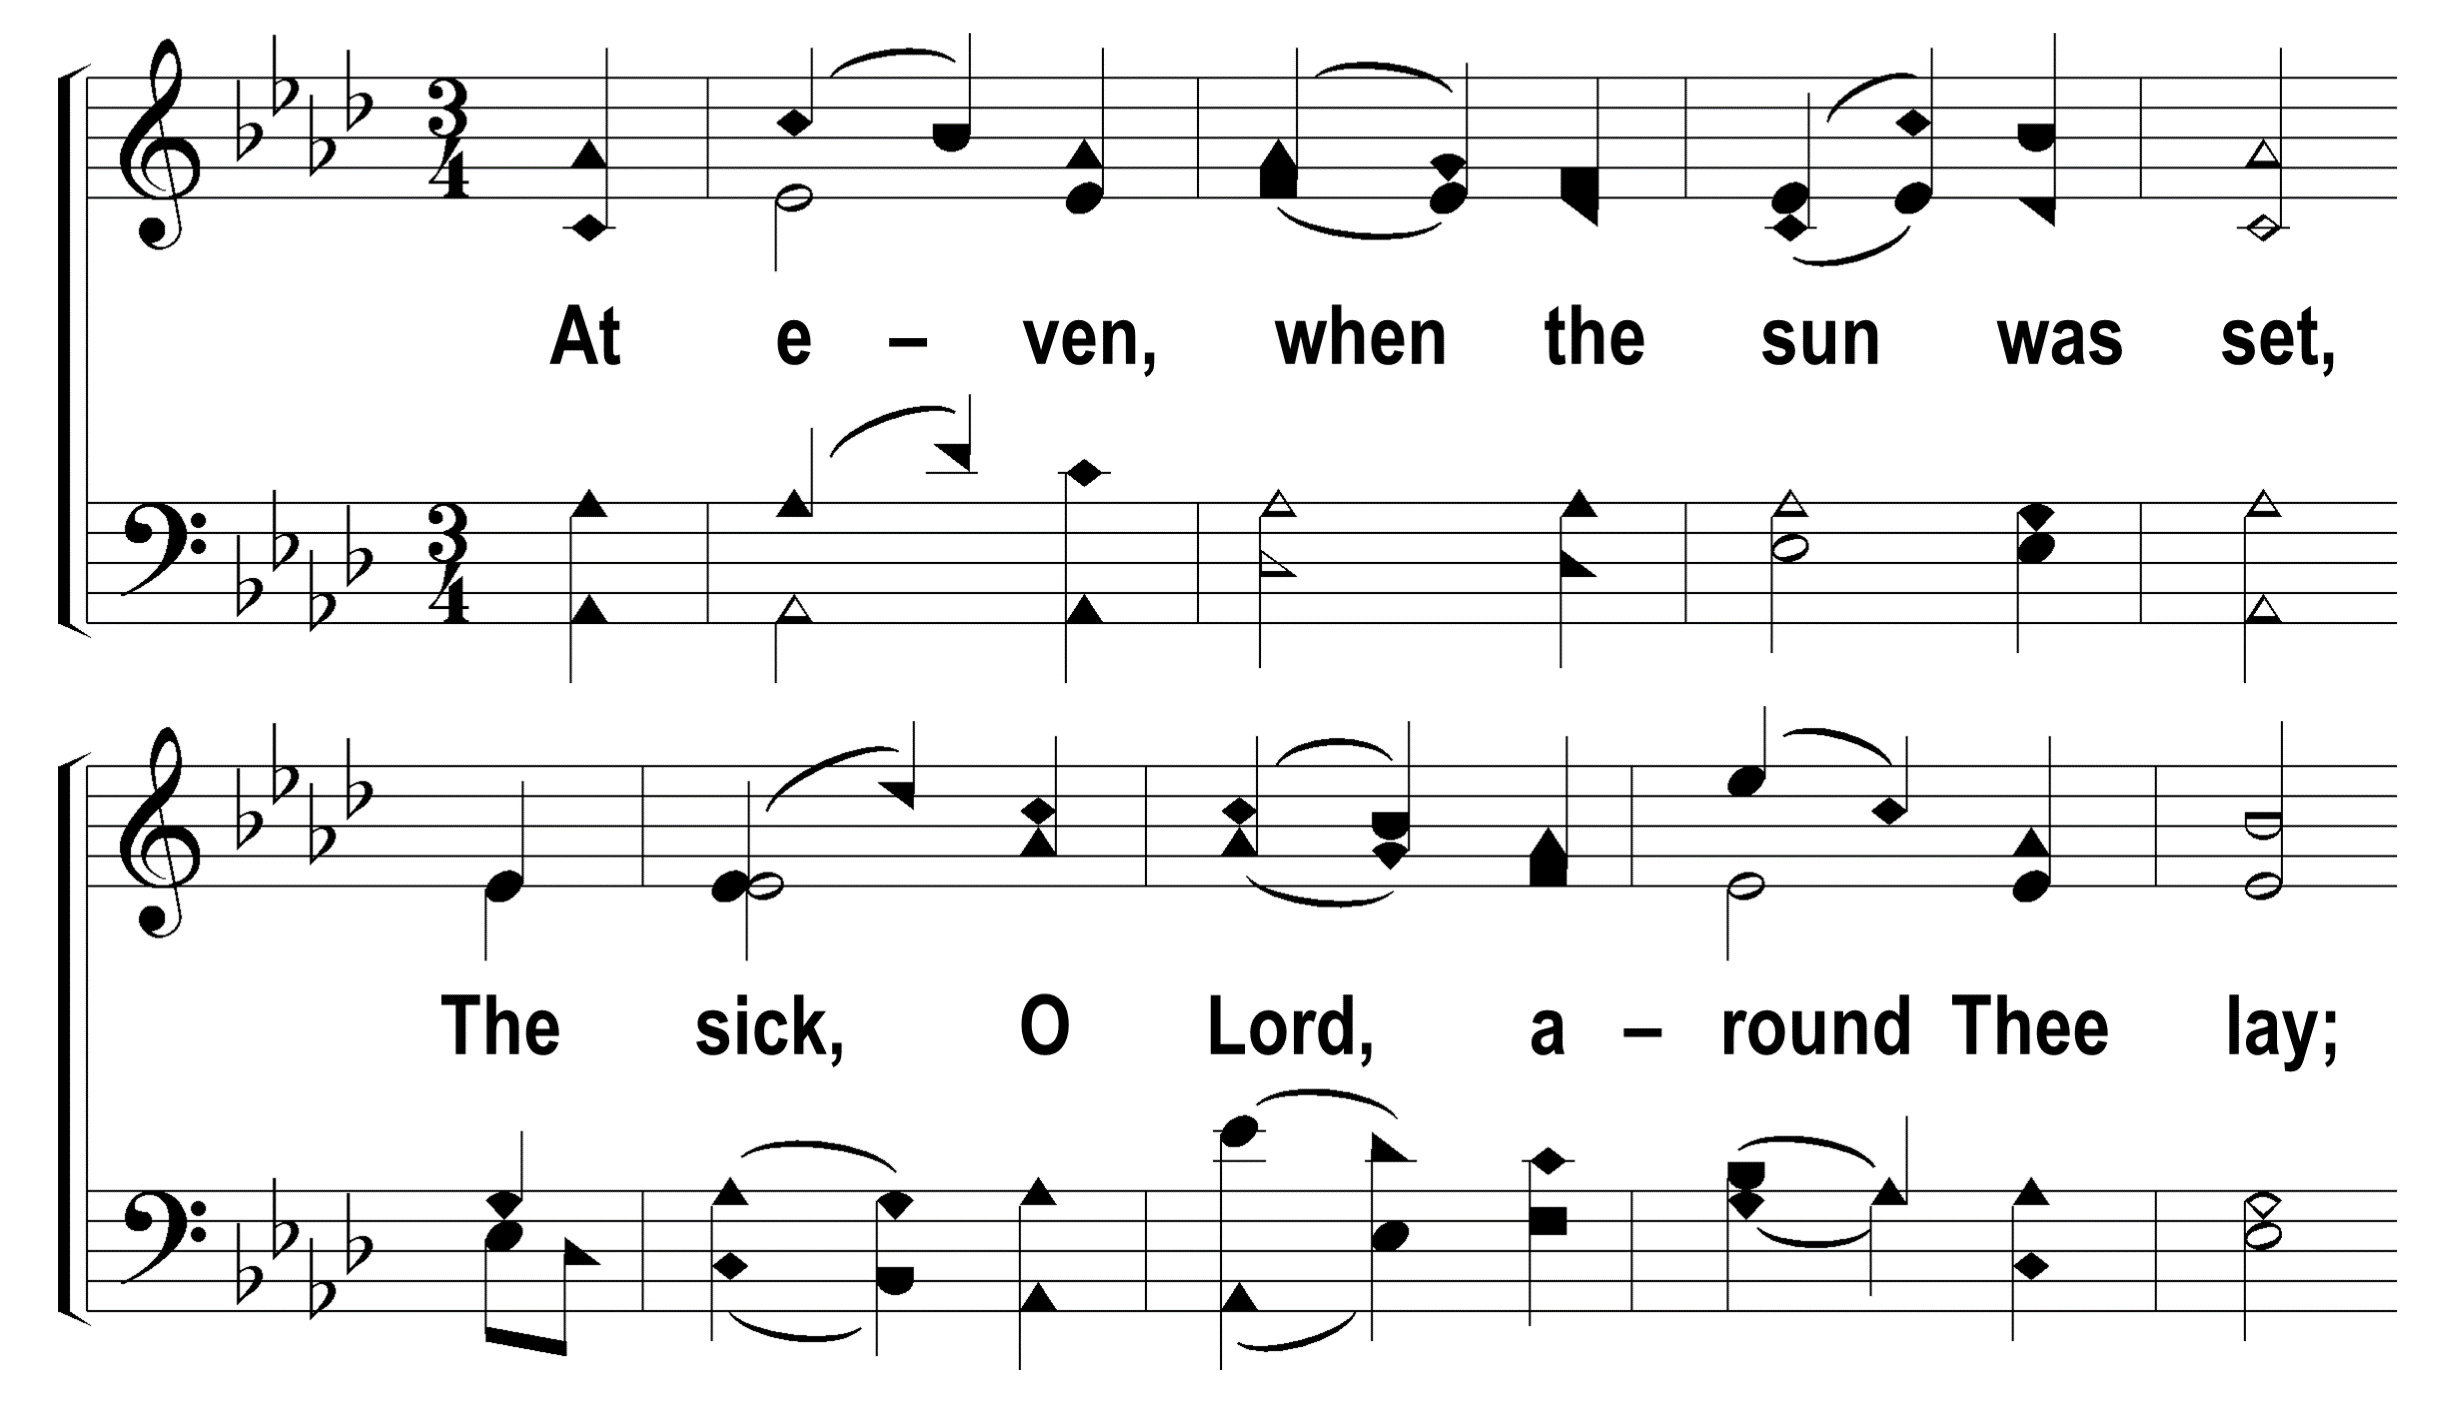 At e – ven, when the sun was set,
The sick, O Lord, a – round Thee lay;